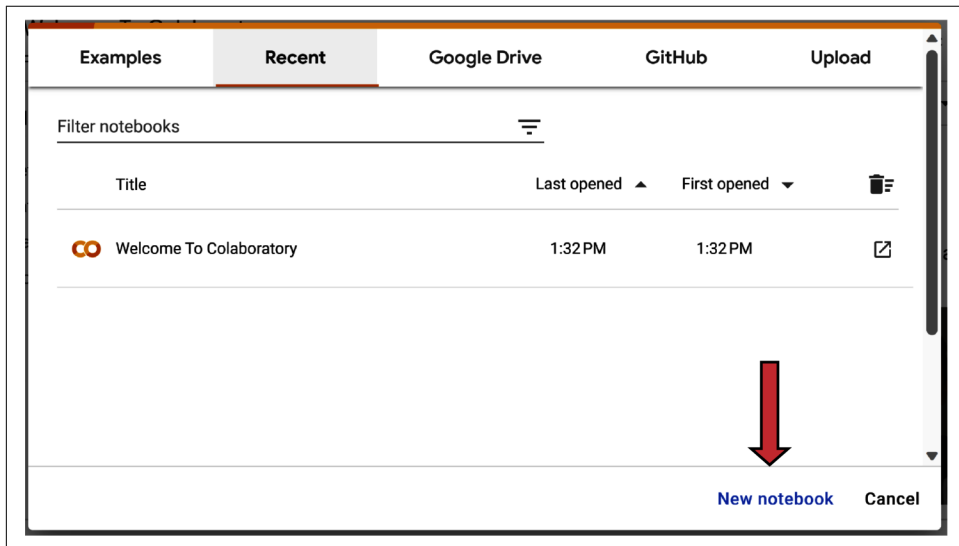 Examples Recent Google Drive GitHub Upload
Filter notebooks
Title Last opened First opened
Welcome To Colaboratory 1:32 PM 1:32 PM
New notebook Cancel